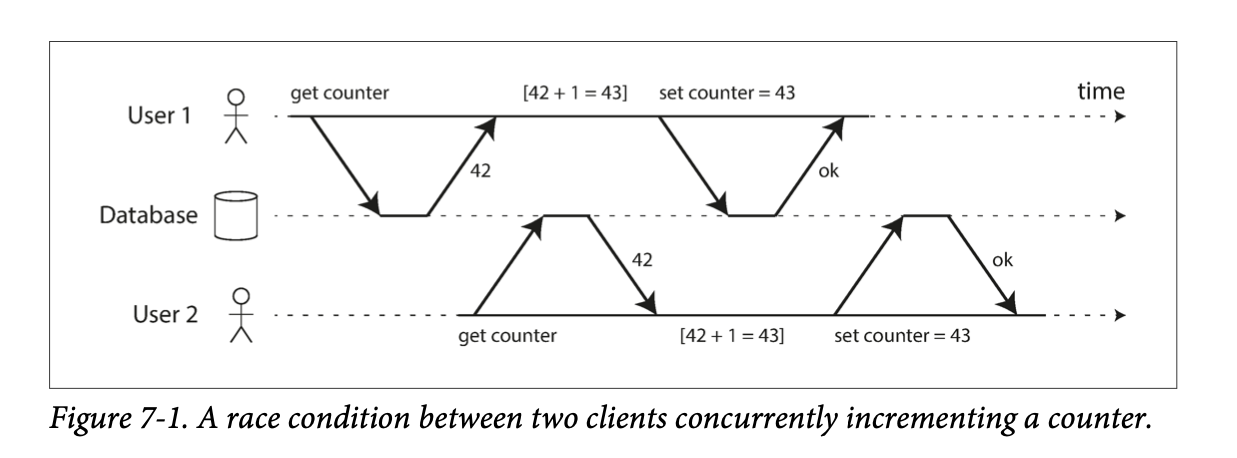 get counter [42 + 1 = 43] set counter = 43 time
User 1
42 ok
Database
42 ok
User 2
get counter [42 + 1 = 43] set counter = 43
Figure 7-1. A race condition between two clients concurrently incrementing a counter.